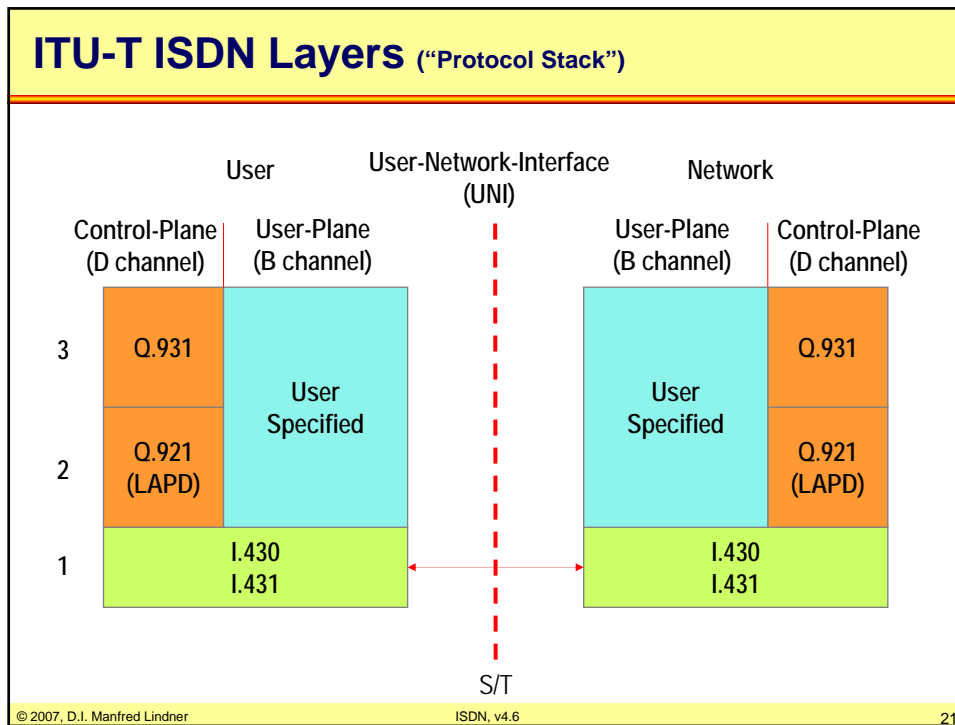 ITU-T ISDN Layers ("Protocol Stack")
User
User-Network-Interface
(UNI)
Network
Control-Plane
(D channel)
User-Plane
(B channel)
User-Plane
(B channel)
Control-Plane
(D channel)
3
Q.931
User
Specified
User
Specified
Q.931
2
Q.921
(LAPD)
Q.921
(LAPD)
1
I.430
I.431
I.430
I.431
S/T
© 2007, D.I. Manfred Lindner
ISDN, v4.6
21